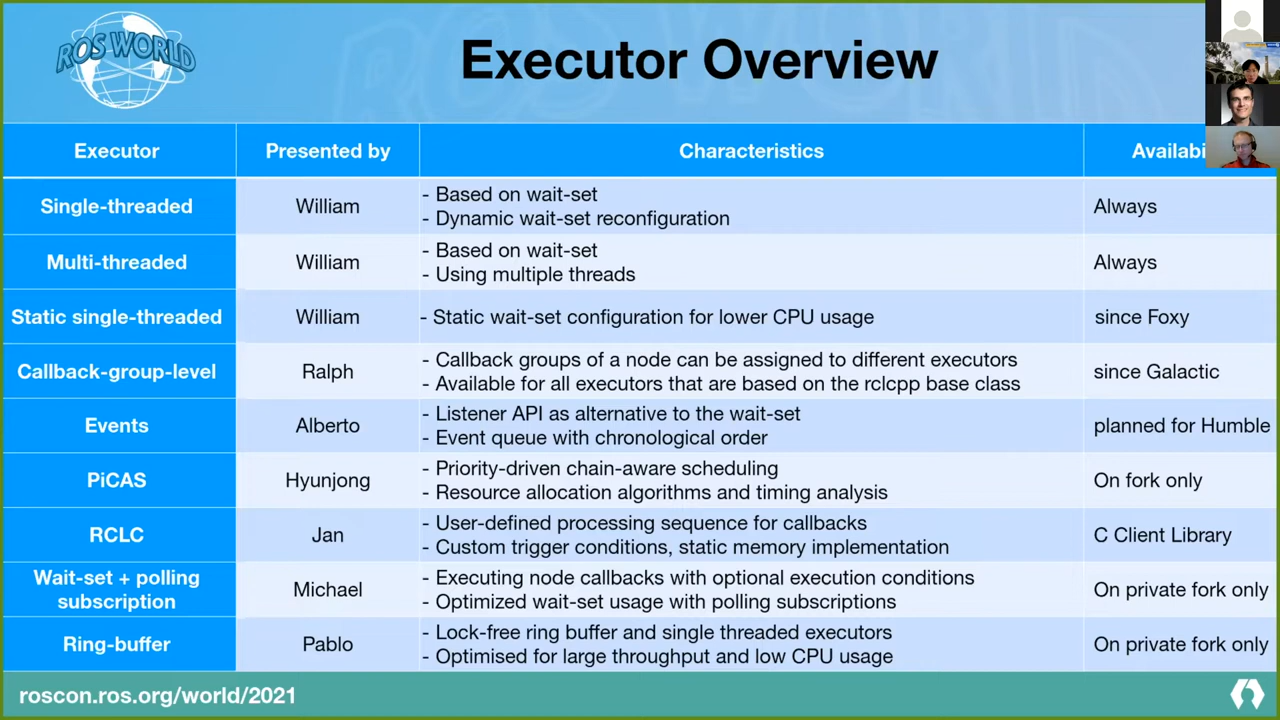 ROS WORLD
Executor Overview
Executor
Presented by
Characteristics
Availabi
Single-threaded
William
- Based on wait-set
- Dynamic wait-set reconfiguration
Always
Multi-threaded
William
- Based on wait-set
- Using multiple threads
Always
Static single-threaded
William
- Static wait-set configuration for lower CPU usage
since Foxy
Callback-group-level
Ralph
- Callback groups of a node can be assigned to different executors
- Available for all executors that are based on the rclcpp base class
since Galactic
Events
Alberto
- Listener API as alternative to the wait-set
- Event queue with chronological order
planned for Humble
PiCAS
Hyunjong
- Priority-driven chain-aware scheduling
- Resource allocation algorithms and timing analysis
On fork only
RCLC
Jan
- User-defined processing sequence for callbacks
- Custom trigger conditions, static memory implementation
C Client Library
Wait-set + polling
subscription
Michael
- Executing node callbacks with optional execution conditions
- Optimized wait-set usage with polling subscriptions
On private fork only
Ring-buffer
Pablo
- Lock-free ring buffer and single threaded executors
- Optimised for large throughput and low CPU usage
On private fork only
roscon.ros.org/world/2021